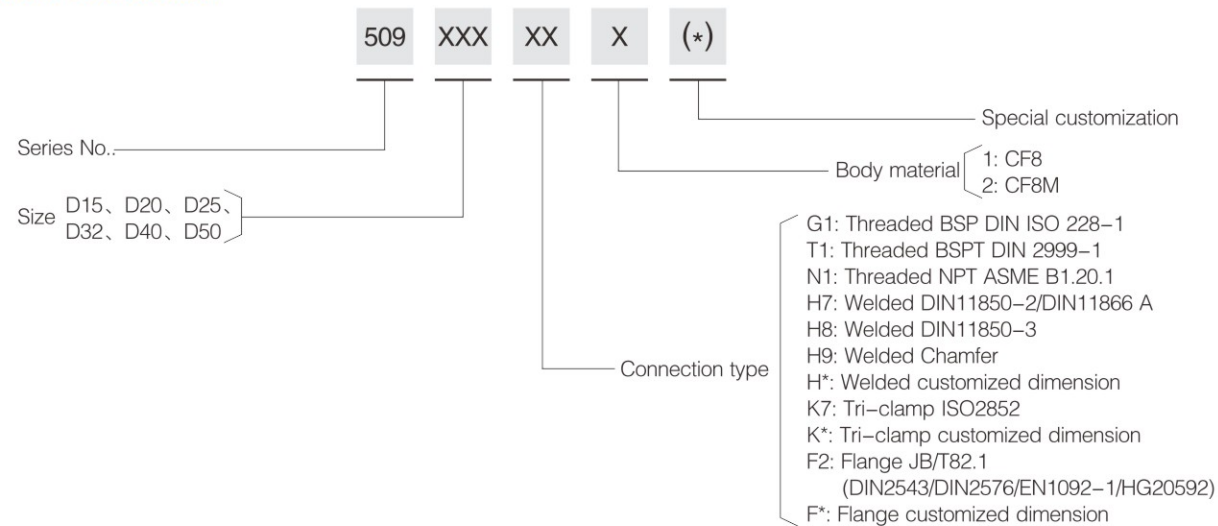 509 XXX XX X (*)
Special customization
Series No..
Body material
1: CF8
2: CF8M
Size
D15、D20、D25、
D32、D40、D50
G1: Threaded BSP DIN ISO 228-1
T1: Threaded BSPT DIN 2999-1
N1: Threaded NPT ASME B1.20.1
H7: Welded DIN11850-2/DIN11866 A
H8: Welded DIN11850-3
H9: Welded Chamfer
Connection type
H*: Welded customized dimension
K7: Tri-clamp ISO2852
K*: Tri-clamp customized dimension
F2: Flange JB/T82.1
(DIN2543/DIN2576/EN1092-1/HG20592)
F*: Flange customized dimension